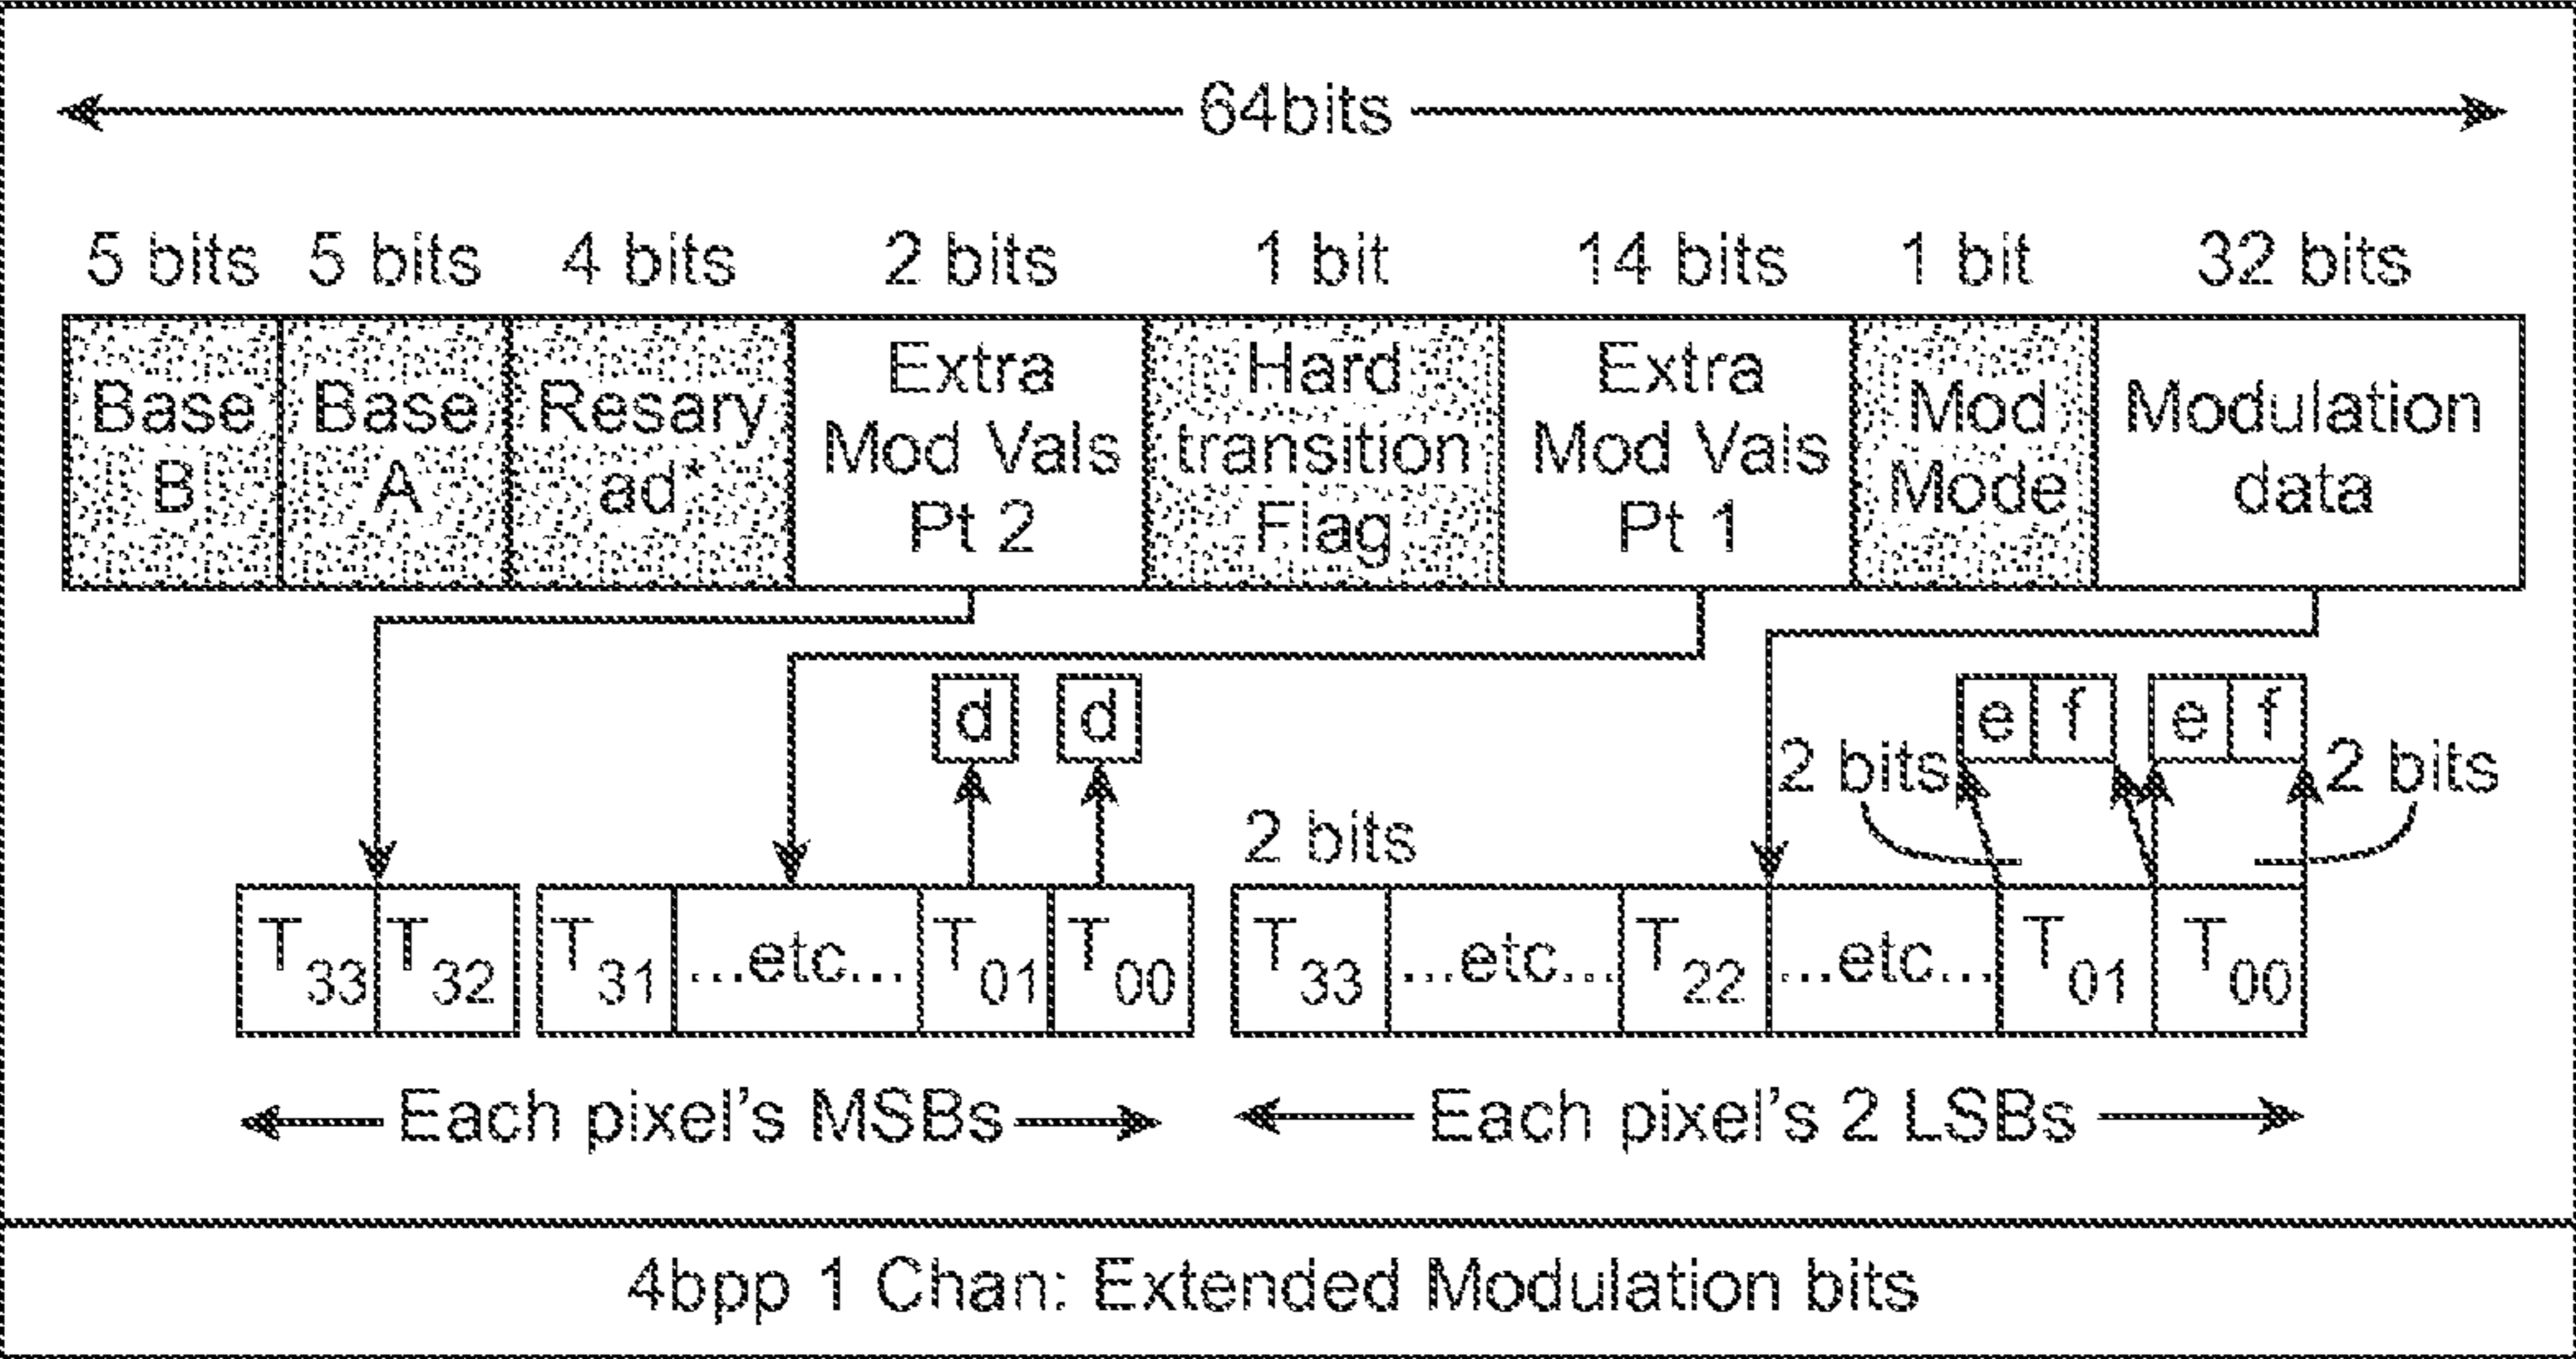 64bits
5 bits 5 bits 4 bits 2 bits 1 bit 14 bits 1 bit 32 bits
Base B
Base A
Resary ad*
Extra Mod Vals Pt 2
Hard transition Flag
Extra Mod Vals Pt 1
Mod Mode
Modulation data
d d e f e f
2 bits 2 bits
2 bits
T33 T32 T31 ...etc... T01 T00 T33 ...etc... T22 ...etc... T01 T00
Each pixel's MSBs Each pixel's 2 LSBs
4bpp 1 Chan: Extended Modulation bits